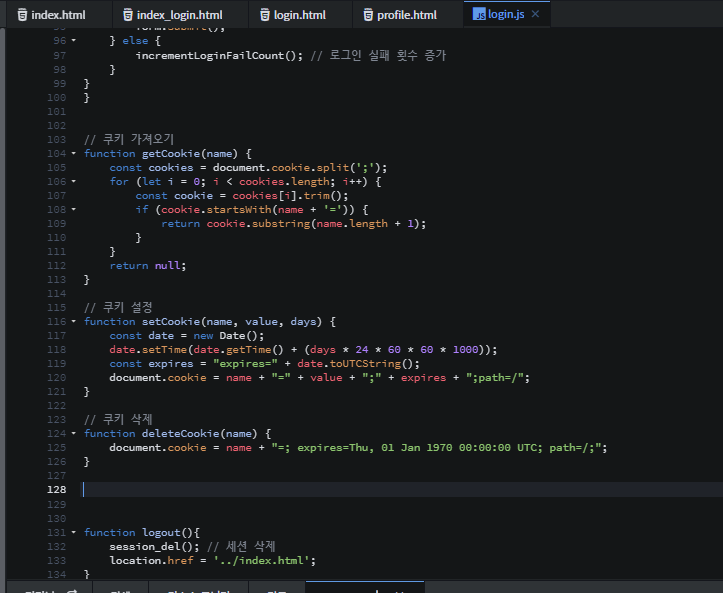 index.html index_login.html login.html profile.html JS login.js ×
96 } else {
97 incrementLoginFailCount(); // 로그인 실패 횟수 증가
98 }
99 }
100 }
101
102
103 // 쿠키 가져오기
104 function getCookie(name) {
105 const cookies = document.cookie.split(';');
106 for (let i = 0; i < cookies.length; i++) {
107 const cookie = cookies[i].trim();
108 if (cookie.startsWith(name + '=')) {
109 return cookie.substring(name.length + 1);
110 }
111 }
112 return null;
113 }
114
115 // 쿠키 설정
116 function setCookie(name, value, days) {
117 const date = new Date();
118 date.setTime(date.getTime() + (days * 24 * 60 * 60 * 1000));
119 const expires = "expires=" + date.toUTCString();
120 document.cookie = name + "=" + value + ";" + expires + ";path=/";
121 }
122
123 // 쿠키 삭제
124 function deleteCookie(name) {
125 document.cookie = name + "=; expires=Thu, 01 Jan 1970 00:00:00 UTC; path=/;";
126 }
127
128
129
130
131 function logout(){
132 session_del(); // 세션 삭제
133 location.href = '../index.html';
134 }